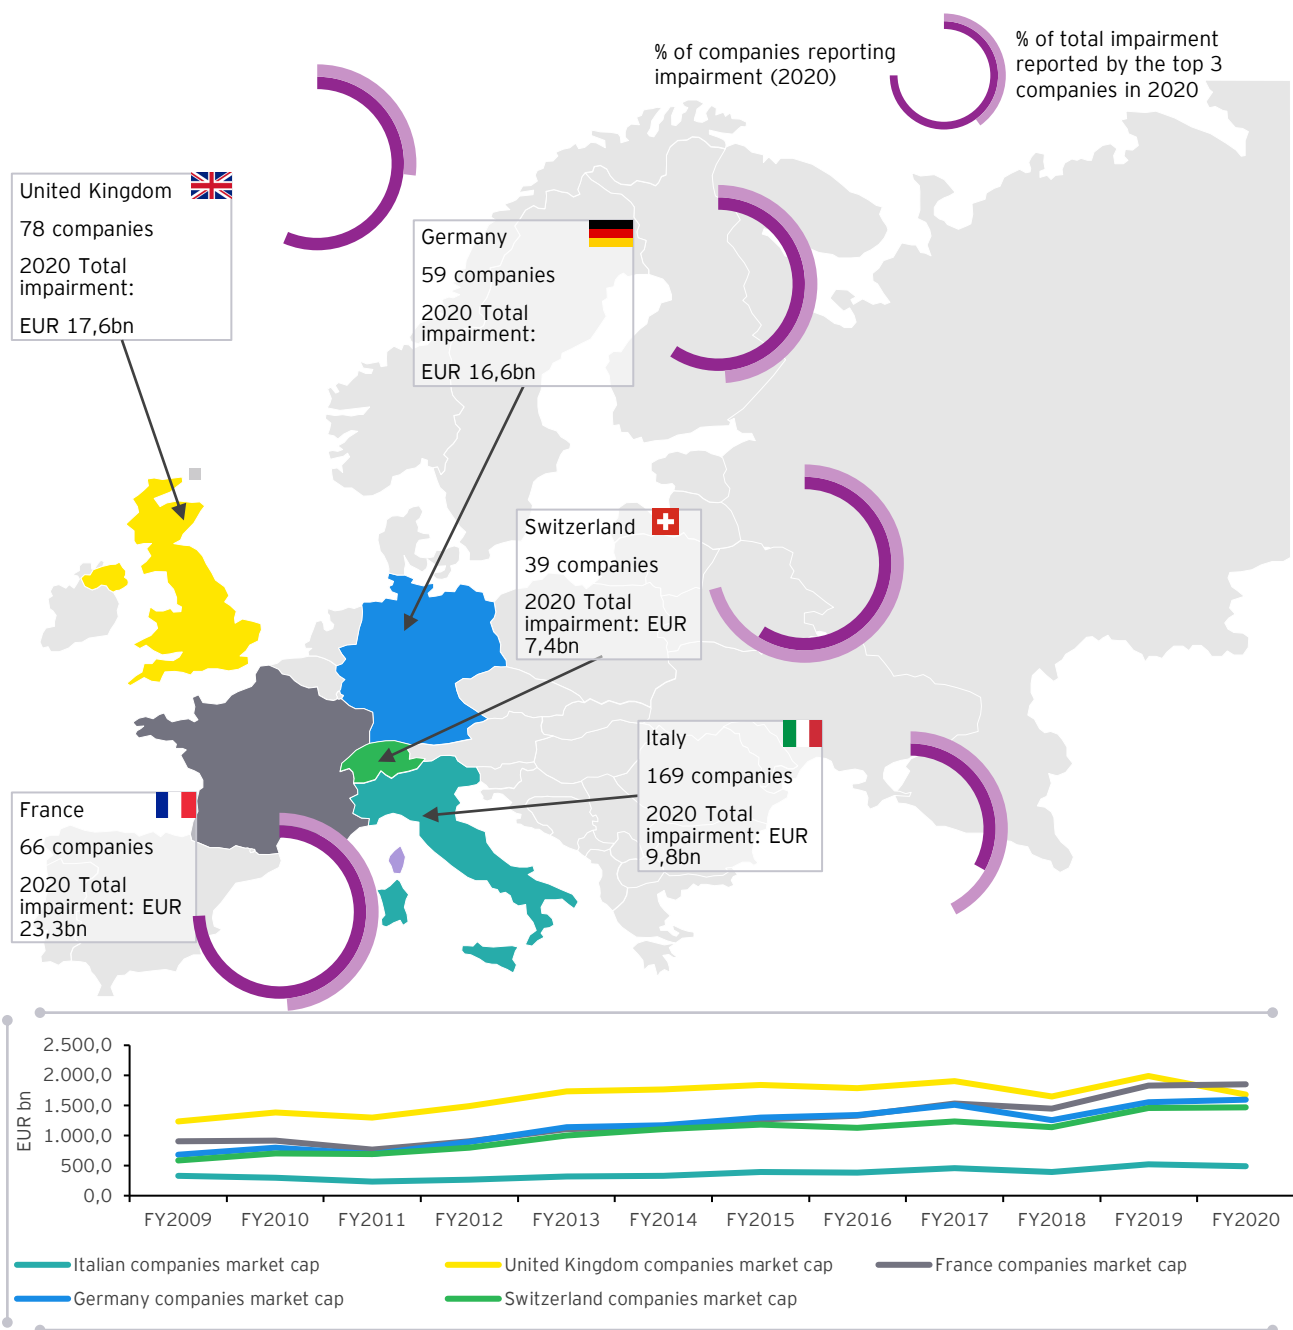 % of companies reporting
impairment (2020)
% of total impairment
reported by the top 3
companies in 2020
United Kingdom
78 companies
2020 Total
impairment:
EUR 17,6bn
Germany
59 companies
2020 Total
impairment:
EUR 16,6bn
Switzerland
39 companies
2020 Total
impairment: EUR
7,4bn
Italy
169 companies
2020 Total
impairment: EUR
9,8bn
France
66 companies
2020 Total
impairment: EUR
23,3bn
EUR bn
2.500,0
2.000,0
1.500,0
1.000,0
500,0
0,0
FY2009 FY2010 FY2011 FY2012 FY2013 FY2014 FY2015 FY2016 FY2017 FY2018 FY2019 FY2020
Italian companies market cap United Kingdom companies market cap France companies market cap
Germany companies market cap Switzerland companies market cap